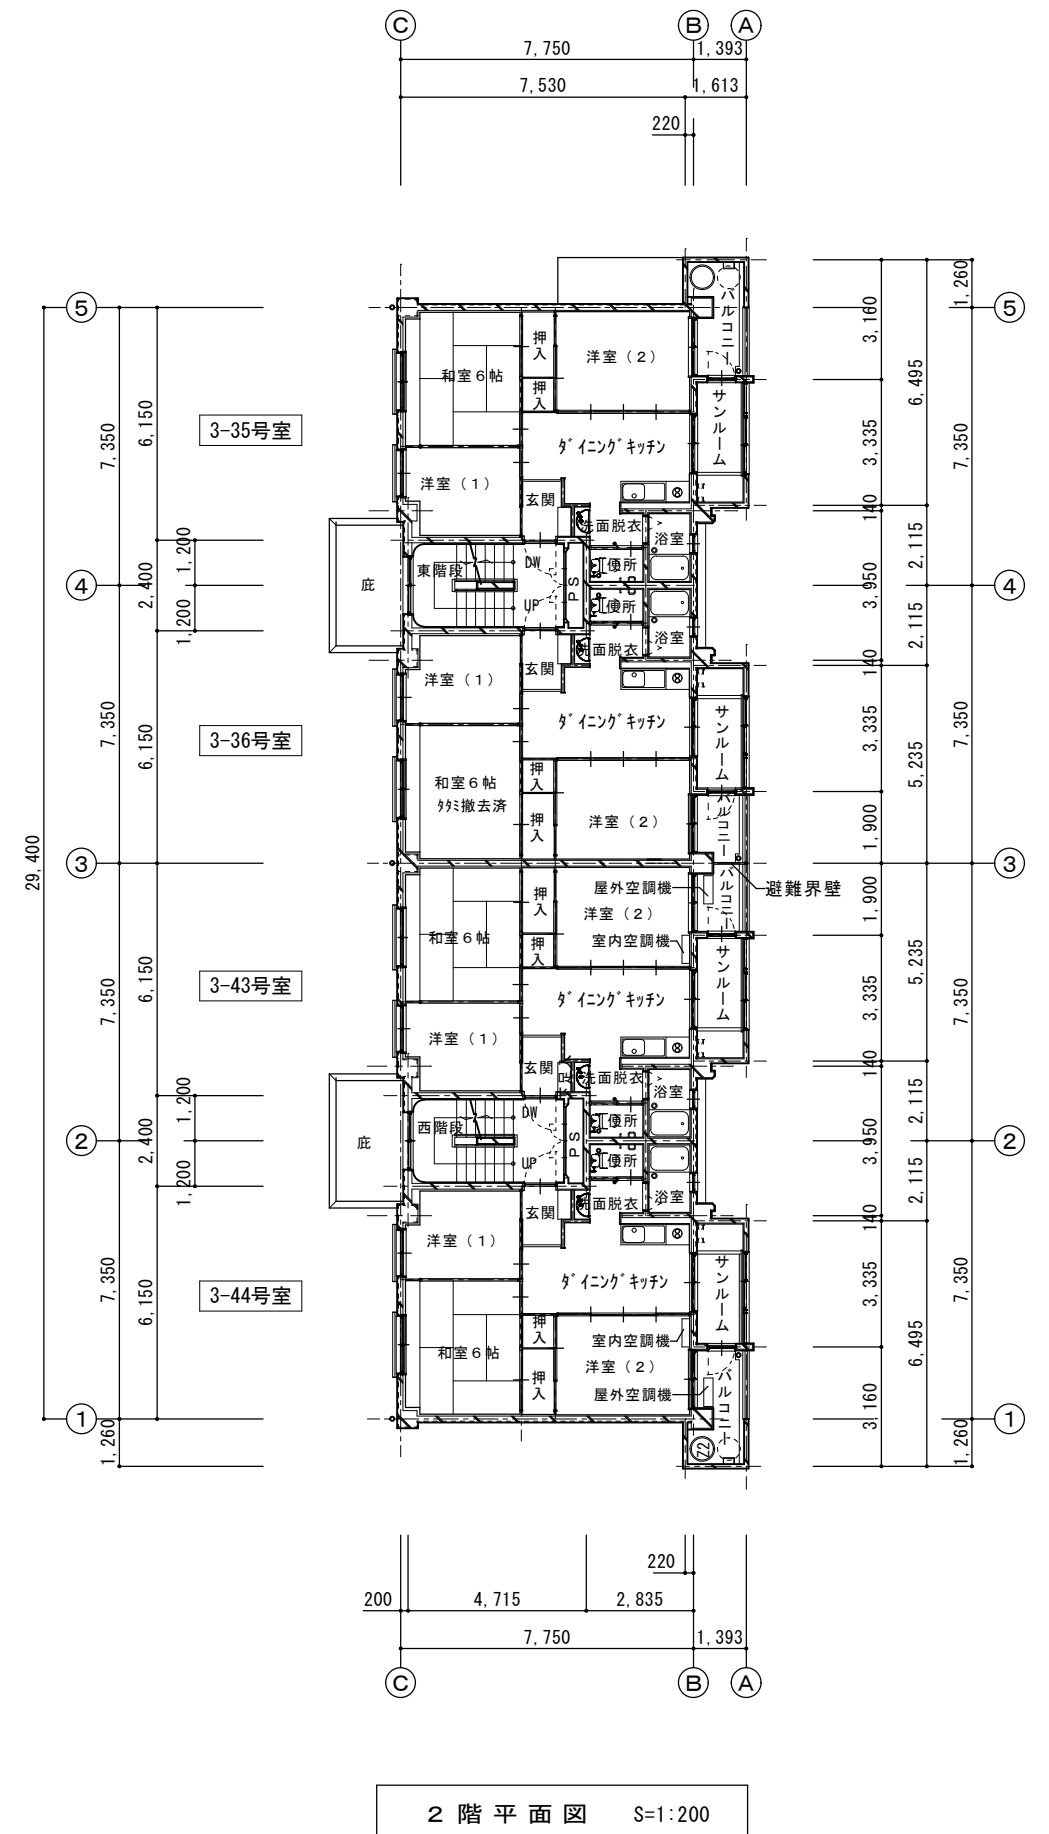 C B A
7,750 1,393
7,530 1,613
220
5 5
4 4
3 3
2 2
1 1
29,400
7,350
6,150
1,200
2,400
1,200
7,350
6,150
7,350
6,150
1,200
2,400
1,200
7,350
6,150
1,260
3-35号室
3-36号室
3-43号室
3-44号室
バルコニー
サンルーム
押入
洋室(2)
和室6帖
押入
ダイニングキッチン
洋室(1)
玄関
洗面脱衣
浴室
便所
東階段
DW
UP
PS
庇
便所
浴室
洗面脱衣
玄関
洋室(1)
ダイニングキッチン
サンルーム
押入
和室6帖
タタミ撤去済
押入
洋室(2)
バルコニー
避難界壁
バルコニー
屋外空調機
押入
洋室(2)
和室6帖
押入
室内空調機
サンルーム
ダイニングキッチン
洋室(1)
玄関
洗面脱衣
浴室
便所
西階段
DW
UP
PS
庇
便所
浴室
洗面脱衣
玄関
洋室(1)
ダイニングキッチン
サンルーム
押入
室内空調機
和室6帖
洋室(2)
押入
屋外空調機
バルコニー
Z2
1,260
3,160
6,495
3,335
7,350
140
2,115
3,950
2,115
140
3,335
7,350
5,235
1,900
1,900
5,235
3,335
7,350
140
2,115
3,950
2,115
140
3,335
7,350
6,495
3,160
1,260
220
200 4,715 2,835
7,750 1,393
C B A
2階平面図 S=1:200